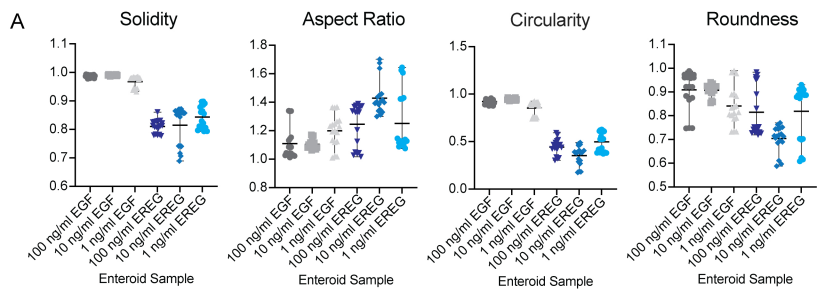 A
Solidity
1.1
1.0
0.9
0.8
0.7
0.6
100 ng/ml EGF
10 ng/ml EGF
1 ng/ml EGF
100 ng/ml EREG
10 ng/ml EREG
1 ng/ml EREG
Enteroid Sample
Aspect Ratio
1.8
1.6
1.4
1.2
1.0
0.8
100 ng/ml EGF
10 ng/ml EGF
1 ng/ml EGF
100 ng/ml EREG
10 ng/ml EREG
1 ng/ml EREG
Enteroid Sample
Circularity
1.5
1.0
0.5
0.0
100 ng/ml EGF
10 ng/ml EGF
1 ng/ml EGF
100 ng/ml EREG
10 ng/ml EREG
1 ng/ml EREG
Enteroid Sample
Roundness
1.1
1.0
0.9
0.8
0.7
0.6
0.5
100 ng/ml EGF
10 ng/ml EGF
1 ng/ml EGF
100 ng/ml EREG
10 ng/ml EREG
1 ng/ml EREG
Enteroid Sample